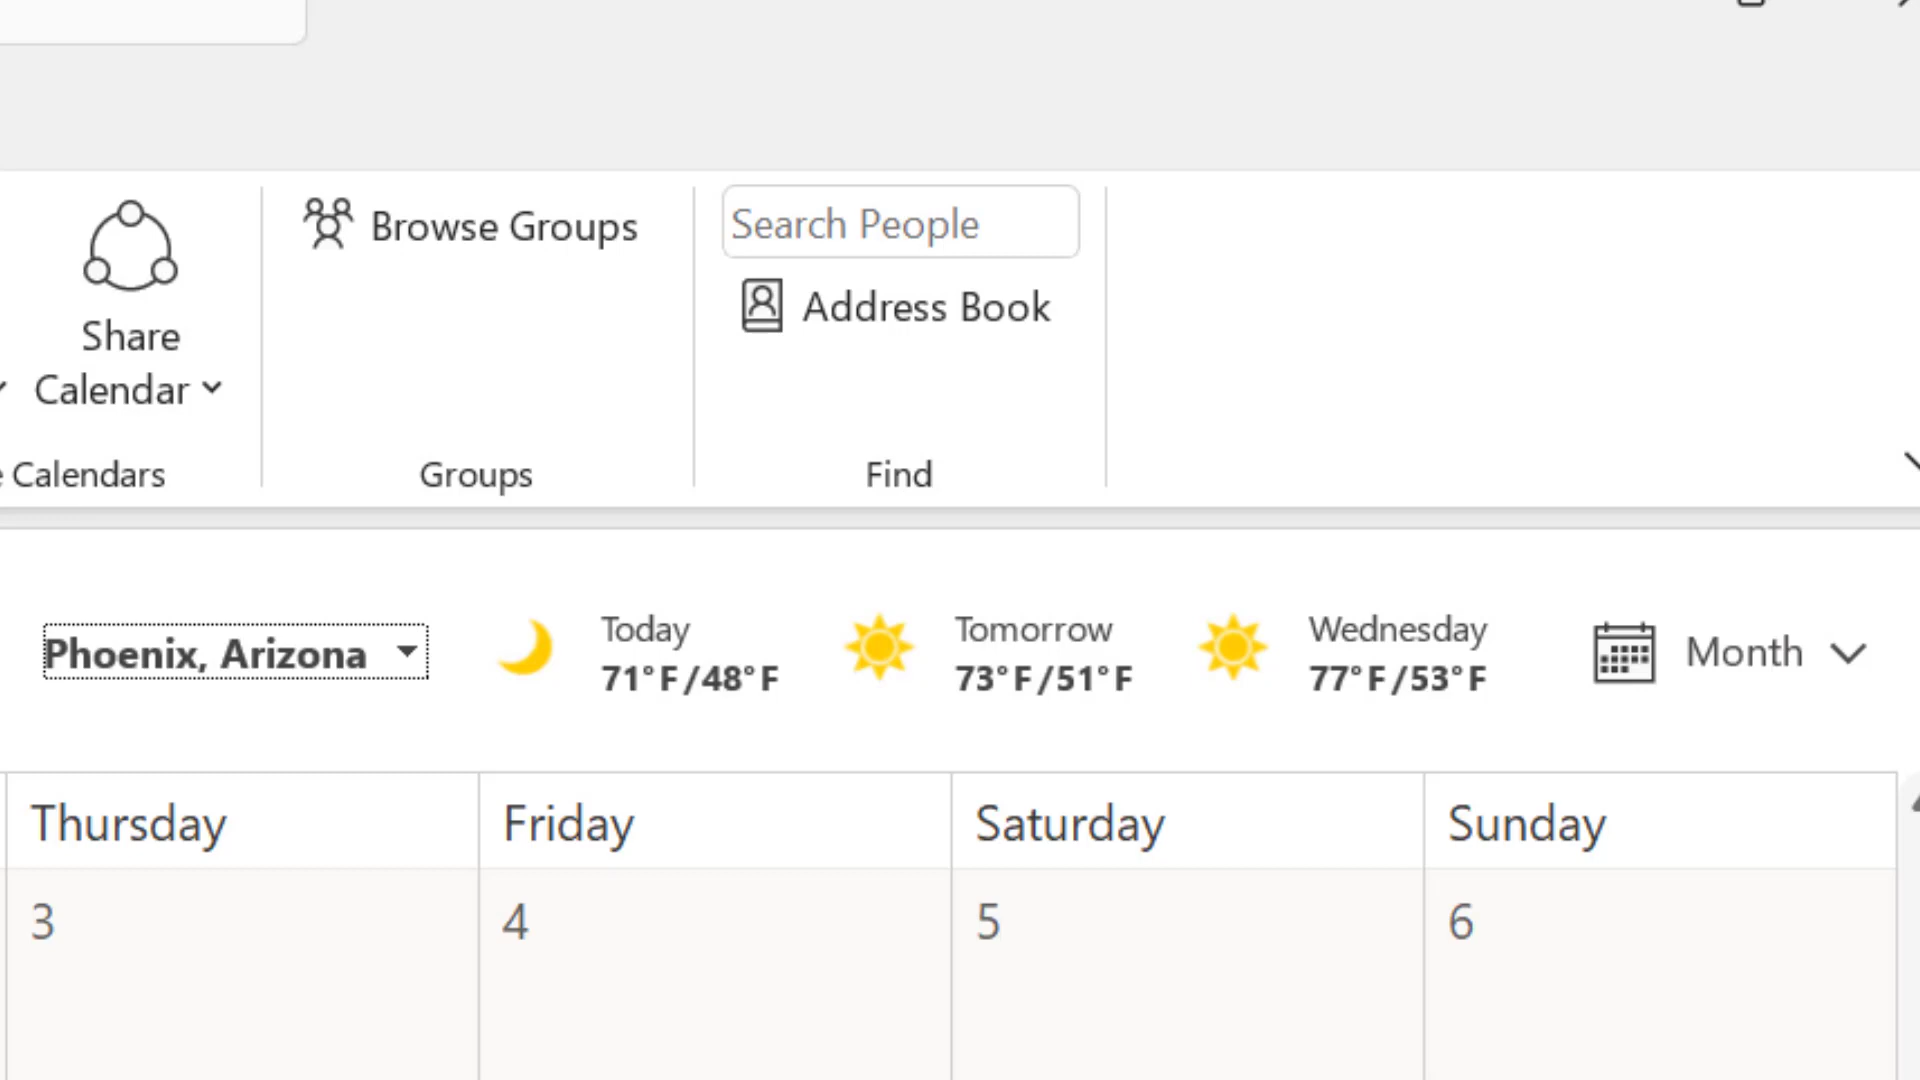 Browse Groups
Search People
Address Book
Share
Calendar
Calendars
Groups
Find
Phoenix, Arizona
Today
71°F/48°F
Tomorrow
73°F/51°F
Wednesday
77°F/53°F
Month
Thursday
Friday
Saturday
Sunday
3
4
5
6